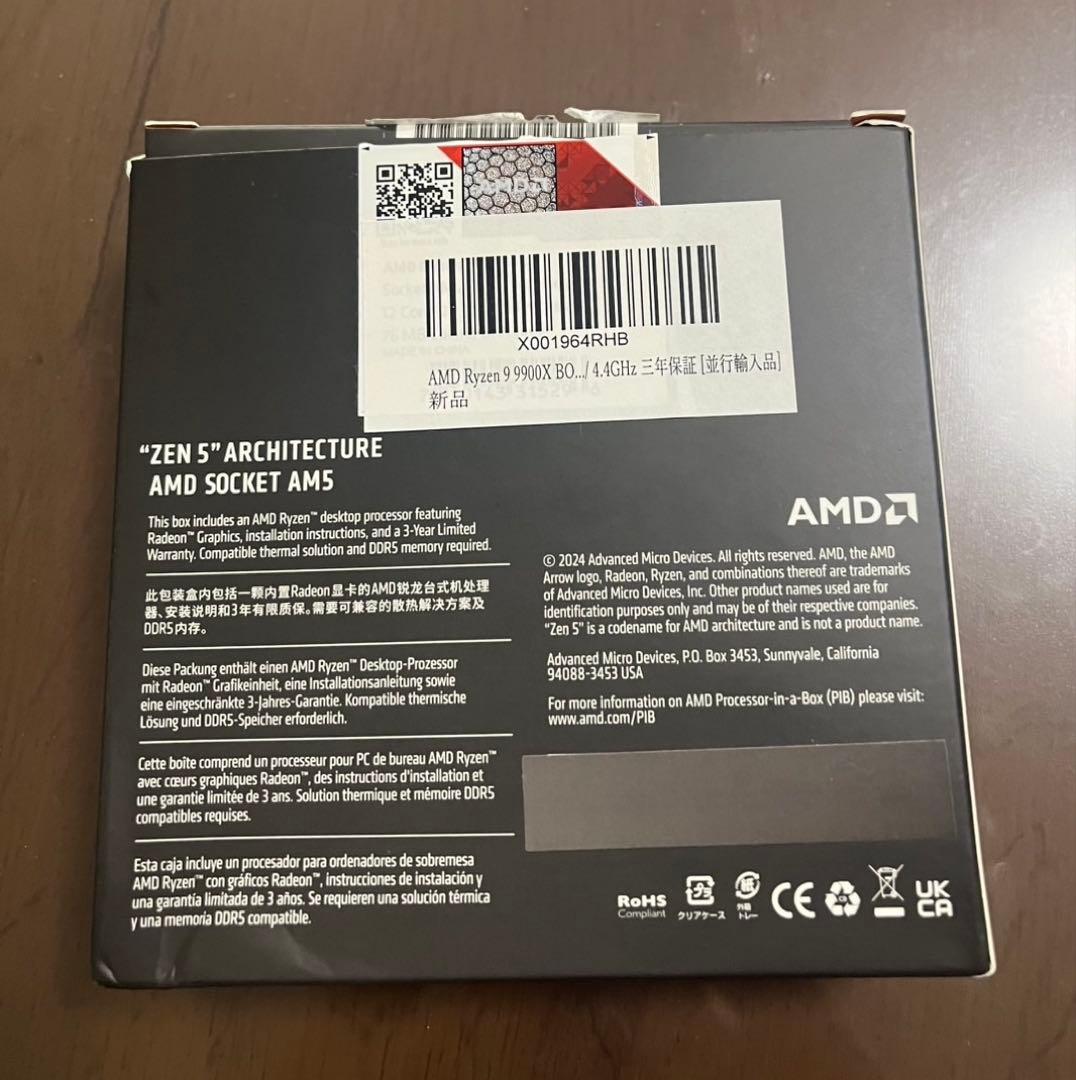 AMD
X001964RHB
AMD Ryzen 9 9900X BO.../ 4.4GHz 三年保証 [並行輸入品]
新品
“ZEN 5” ARCHITECTURE
AMD SOCKET AM5
This box includes an AMD Ryzen™ desktop processor featuring
Radeon™ Graphics, installation instructions, and a 3-Year Limited
Warranty. Compatible thermal solution and DDR5 memory required.
此包装盒内包括一颗内置Radeon 显卡的AMD锐龙台式机处理
器、安装说明和3年有限质保。需要可兼容的散热解决方案及
DDR5内存。
Diese Packung enthält einen AMD Ryzen™ Desktop-Prozessor
mit Radeon™ Grafikeinheit, eine Installationsanleitung sowie
eine eingeschränkte 3-Jahres-Garantie. Kompatible thermische
Lösung und DDR5-Speicher erforderlich.
Cette boîte comprend un processeur pour PC de bureau AMD Ryzen™
avec cœurs graphiques Radeon™, des instructions d'installation et
une garantie limitée de 3 ans. Solution thermique et mémoire DDR5
compatibles requises.
Esta caja incluye un procesador para ordenadores de sobremesa
AMD Ryzen™ con gráficos Radeon™, instrucciones de instalación y
una garantía limitada de 3 años. Se requieren una solución térmica
y una memoria DDR5 compatible.
AMD
© 2024 Advanced Micro Devices. All rights reserved. AMD, the AMD
Arrow logo, Radeon, Ryzen, and combinations thereof are trademarks
of Advanced Micro Devices, Inc. Other product names used are for
identification purposes only and may be of their respective companies.
“Zen 5” is a codename for AMD architecture and is not a product name.
Advanced Micro Devices, P.O. Box 3453, Sunnyvale, California
94088-3453 USA
For more information on AMD Processor-in-a-Box (PIB) please visit:
www.amd.com/PIB
RoHS
Compliant
プラ
クリアケース
紙
外箱
トレー
CE
UK
CA